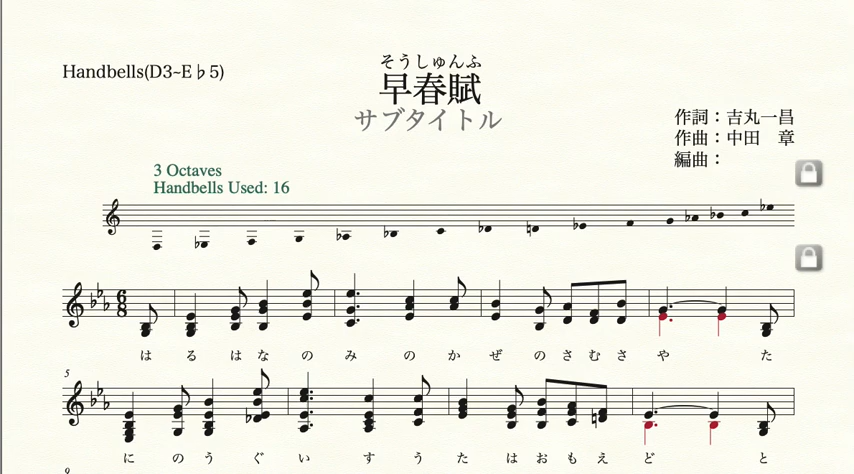 Handbells(D3~E♭5)
そうしゅんふ
早春賦
サブタイトル
作詞：吉丸一昌
作曲：中田　章
編曲：
3 Octaves
Handbells Used: 16
6
8
は る は な の み の か ぜ の さ む さ や た
5
に の う ぐ い す う た は お も え ど と
9